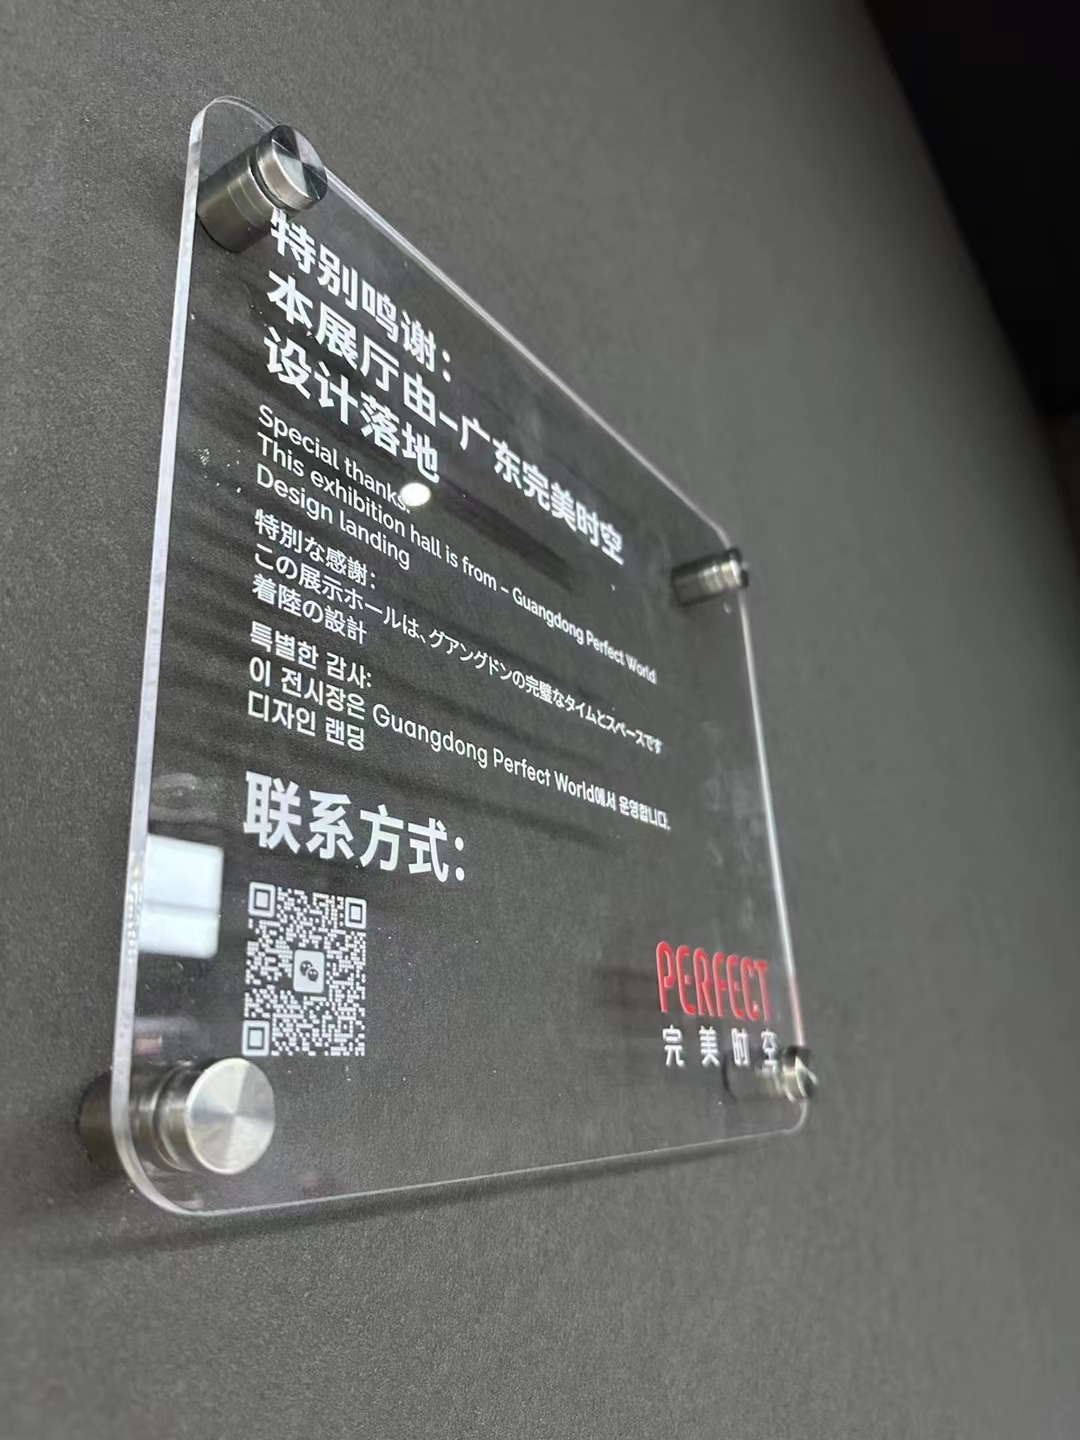 特别鸣谢：
本展厅由-广东完美时空
设计落地
Special thanks:
This exhibition hall is from - Guangdong Perfect World
Design landing
特別な感謝：
この展示ホールは、グアングドンの完璧なタイムとスペースです
着陸の設計
특별한 감사:
이 전시장은 Guangdong Perfect World에서 운영합니다.
디자인 랜딩
联系方式：
PERFECT
完美时空